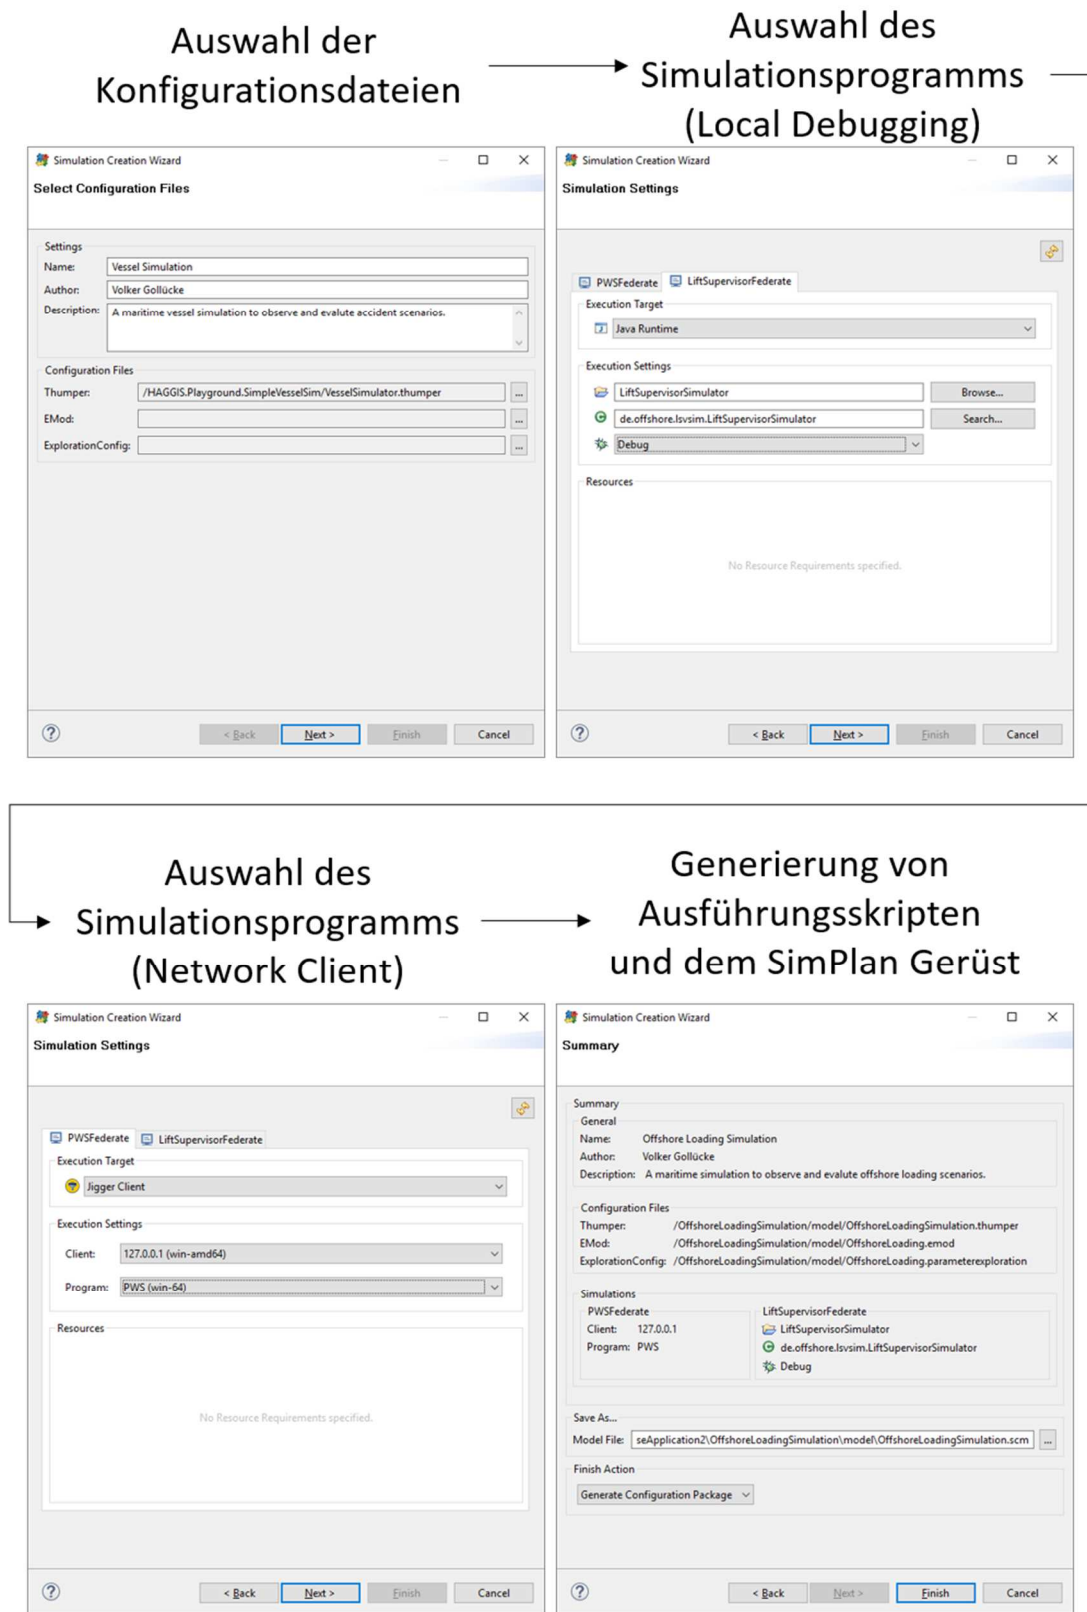 Auswahl der
Konfigurationsdateien
Auswahl des
Simulationsprogramms
(Local Debugging)
Simulation Creation Wizard
Select Configuration Files
Settings
Name: Vessel Simulation
Author: Volker Gollücke
Description: A maritime vessel simulation to observe and evalute accident scenarios.
Configuration Files
Thumper: /HAGGIS.Playground.SimpleVesselSim/VesselSimulator.thumper ...
EMod: ...
ExplorationConfig: ...
< Back Next > Finish Cancel
Simulation Creation Wizard
Simulation Settings
PWSFederate LiftSupervisorFederate
Execution Target
Java Runtime
Execution Settings
LiftSupervisorSimulator Browse...
de.offshore.lsvsim.LiftSupervisorSimulator Search...
Debug
Resources
No Resource Requirements specified.
< Back Next > Finish Cancel
Auswahl des
Simulationsprogramms
(Network Client)
Generierung von
Ausführungsskripten
und dem SimPlan Gerüst
Simulation Creation Wizard
Simulation Settings
PWSFederate LiftSupervisorFederate
Execution Target
Jigger Client
Execution Settings
Client: 127.0.0.1 (win-amd64)
Program: PWS (win-64)
Resources
No Resource Requirements specified.
< Back Next > Finish Cancel
Simulation Creation Wizard
Summary
Summary
General
Name: Offshore Loading Simulation
Author: Volker Gollücke
Description: A maritime simulation to observe and evalute offshore loading scenarios.
Configuration Files
Thumper: /OffshoreLoadingSimulation/model/OffshoreLoadingSimulation.thumper
EMod: /OffshoreLoadingSimulation/model/OffshoreLoading.emod
ExplorationConfig: /OffshoreLoadingSimulation/model/OffshoreLoading.parameterexploration
Simulations
PWSFederate
Client: 127.0.0.1
Program: PWS
LiftSupervisorFederate
LiftSupervisorSimulator
de.offshore.lsvsim.LiftSupervisorSimulator
Debug
Save As...
Model File: seApplication2\OffshoreLoadingSimulation\model\OffshoreLoadingSimulation.scm ...
Finish Action
Generate Configuration Package
< Back Next > Finish Cancel